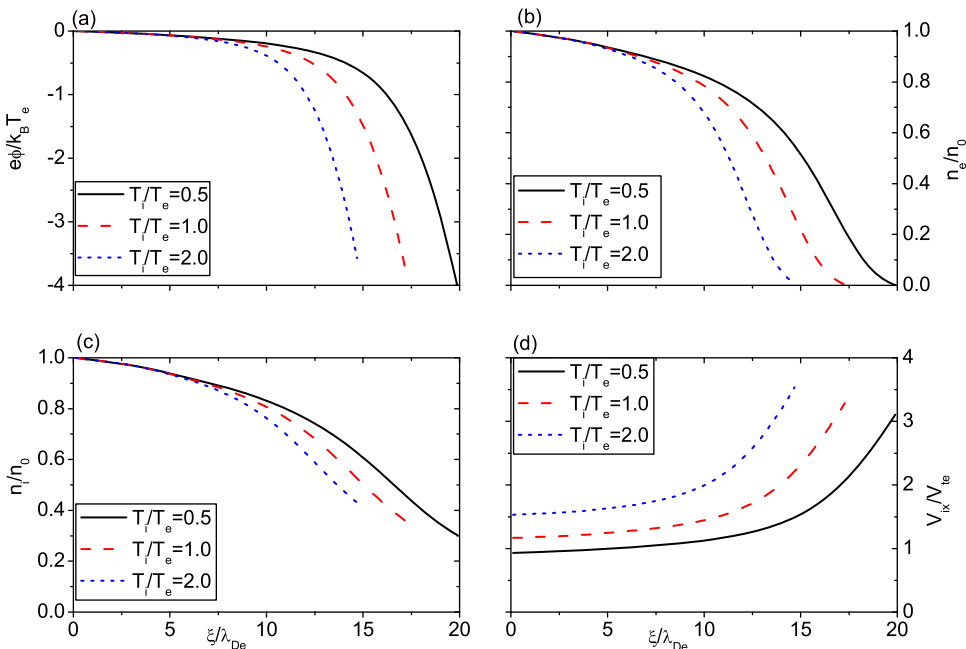 (a)
0
-1
-2
-3
-4
eϕ/k_B T_e
T_i/T_e=0.5
T_i/T_e=1.0
T_i/T_e=2.0
(b)
1.0
0.8
0.6
0.4
0.2
0.0
n_e/n_0
T_i/T_e=0.5
T_i/T_e=1.0
T_i/T_e=2.0
(c)
1.0
0.8
0.6
0.4
0.2
0.0
n_i/n_0
T_i/T_e=0.5
T_i/T_e=1.0
T_i/T_e=2.0
0 5 10 15 20
ξ/λ_De
(d)
4
3
2
1
0
V_ix/V_te
T_i/T_e=0.5
T_i/T_e=1.0
T_i/T_e=2.0
0 5 10 15 20
ξ/λ_De